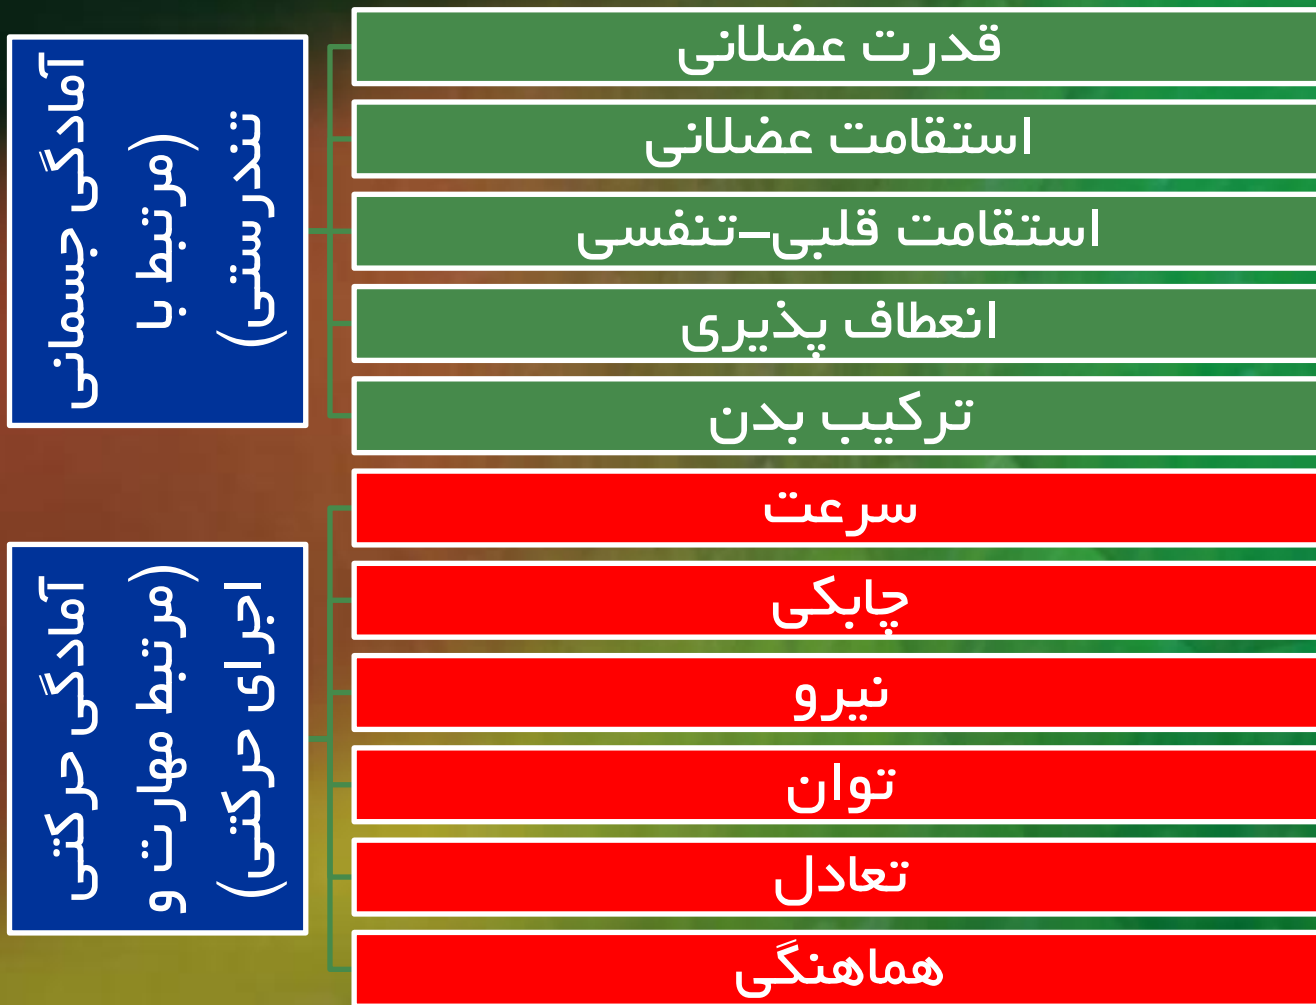 آمادگی جسمانی
(مرتبط با
تندرستی)
قدرت عضلانی
استقامت عضلانی
استقامت قلبی–تنفسی
انعطاف پذیری
ترکیب بدن
آمادگی حرکتی
(مرتبط مهارت و
اجرای حرکتی)
سرعت
چابکی
نیرو
توان
تعادل
هماهنگی